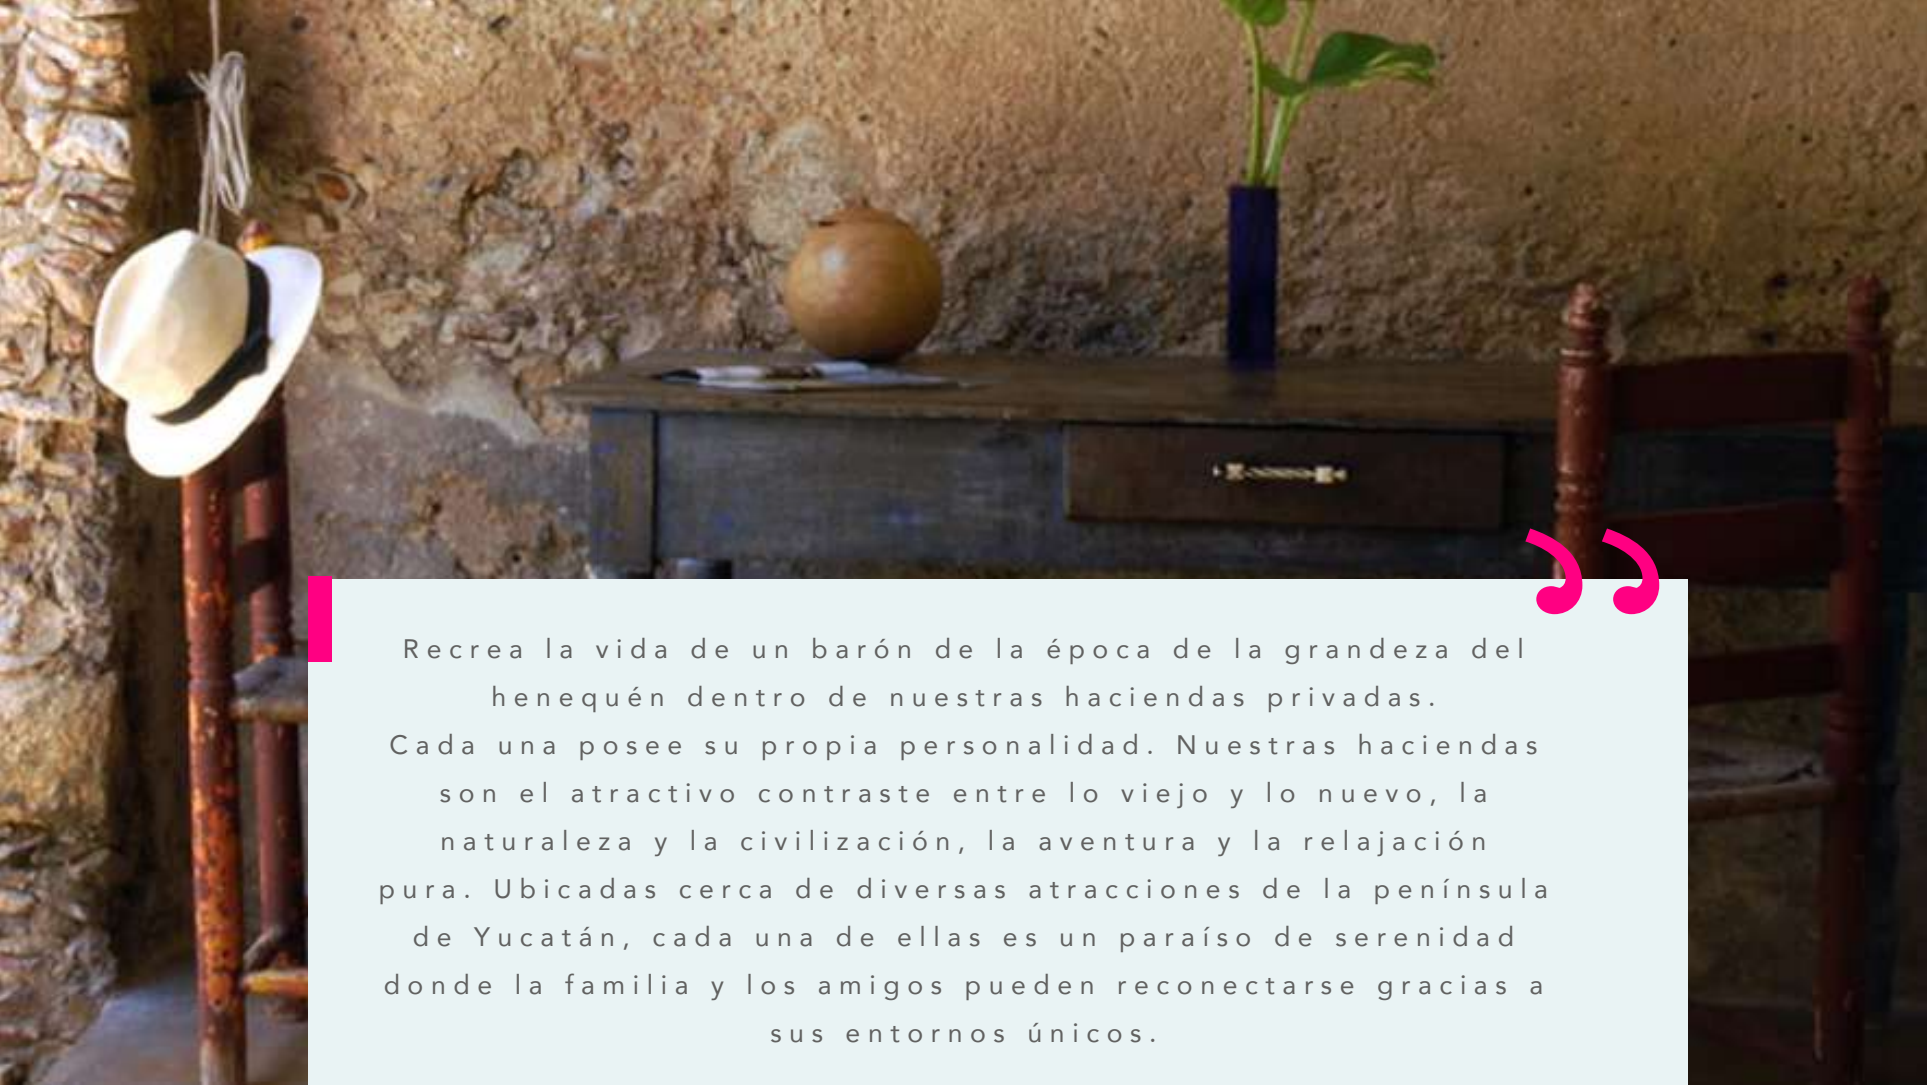 Recrea la vida de un barón de la época de la grandeza del
henequén dentro de nuestras haciendas privadas.
Cada una posee su propia personalidad. Nuestras haciendas
son el atractivo contraste entre lo viejo y lo nuevo, la
naturaleza y la civilización, la aventura y la relajación
pura. Ubicadas cerca de diversas atracciones de la península
de Yucatán, cada una de ellas es un paraíso de serenidad
donde la familia y los amigos pueden reconectarse gracias a
sus entornos únicos.